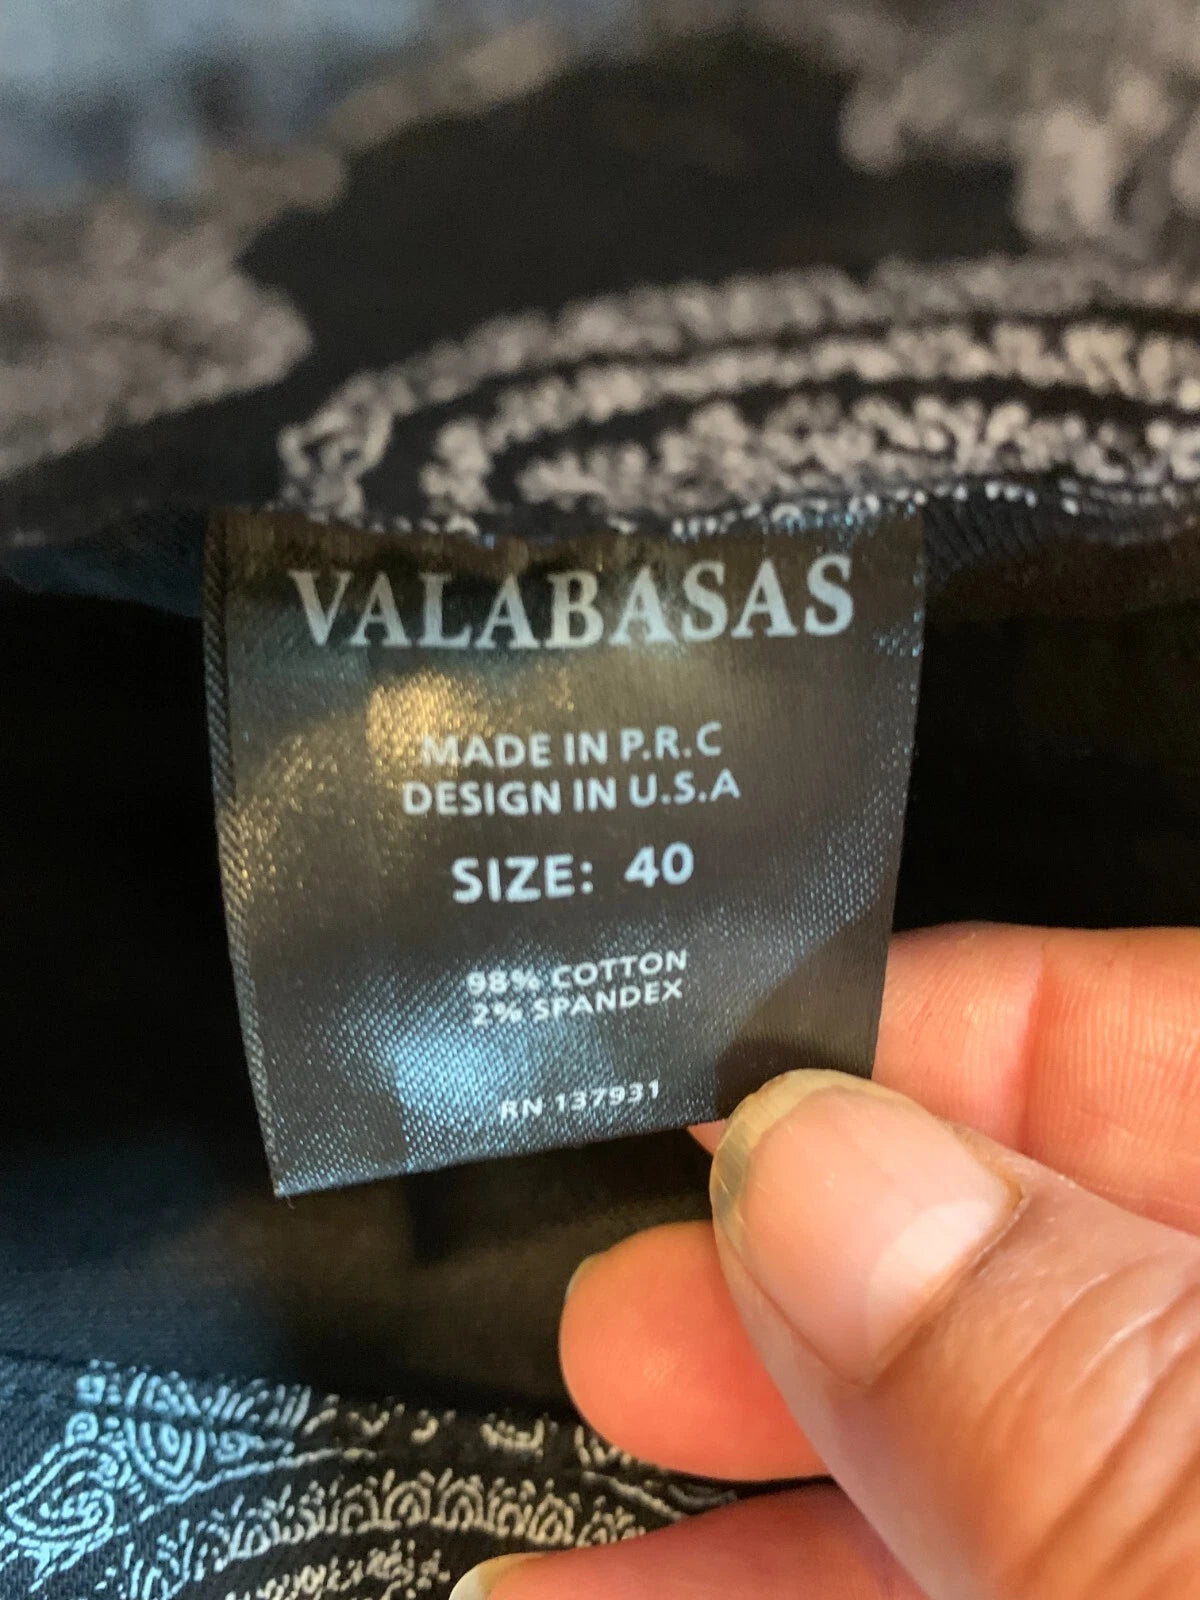 VALABASAS
MADE IN P.R.C
DESIGN IN U.S.A
SIZE: 40
98% COTTON
2% SPANDEX
RN 137931